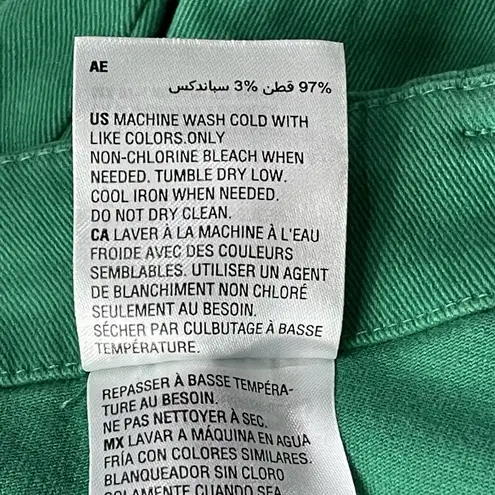 AE
97% قطن 3% سباندكس
US MACHINE WASH COLD WITH
LIKE COLORS.ONLY
NON-CHLORINE BLEACH WHEN
NEEDED. TUMBLE DRY LOW.
COOL IRON WHEN NEEDED.
DO NOT DRY CLEAN.
CA LAVER À LA MACHINE À L'EAU
FROIDE AVEC DES COULEURS
SEMBLABLES. UTILISER UN AGENT
DE BLANCHIMENT NON CHLORÉ
SEULEMENT AU BESOIN.
SÉCHER PAR CULBUTAGE À BASSE
TEMPÉRATURE.
REPASSER À BASSE TEMPÉRA-
TURE AU BESOIN.
NE PAS NETTOYER À SEC.
MX LAVAR A MÁQUINA EN AGUA
FRÍA CON COLORES SIMILARES.
BLANQUEADOR SIN CLORO
SOLAMENTE CUANDO SEA